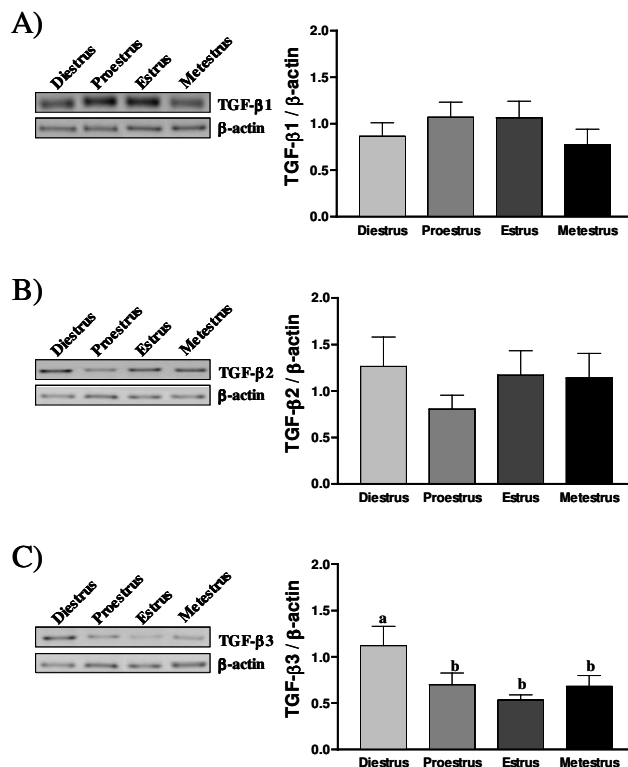 A)
Diestrus Proestrus Estrus Metestrus
TGF-β1
β-actin
TGF-β1 / β-actin
2.0
1.5
1.0
0.5
0.0
Diestrus Proestrus Estrus Metestrus
B)
Diestrus Proestrus Estrus Metestrus
TGF-β2
β-actin
TGF-β2 / β-actin
2.0
1.5
1.0
0.5
0.0
Diestrus Proestrus Estrus Metestrus
C)
Diestrus Proestrus Estrus Metestrus
TGF-β3
β-actin
TGF-β3 / β-actin
2.0
1.5
1.0
0.5
0.0
a b b b
Diestrus Proestrus Estrus Metestrus